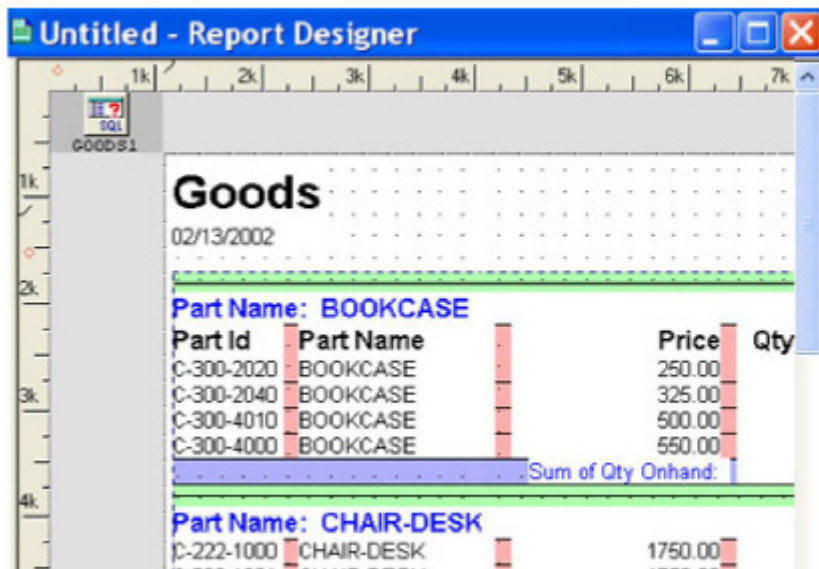 Untitled - Report Designer
1k 2k 3k 4k 5k 6k 7k
SQL
GOODS1
1k
Goods
02/13/2002
2k
Part Name: BOOKCASE
Part Id Part Name Price Qty
C-300-2020 BOOKCASE 250.00
3k
C-300-2040 BOOKCASE 325.00
C-300-4010 BOOKCASE 500.00
C-300-4000 BOOKCASE 550.00
Sum of Qty Onhand:
4k
Part Name: CHAIR-DESK
C-222-1000 CHAIR-DESK 1750.00